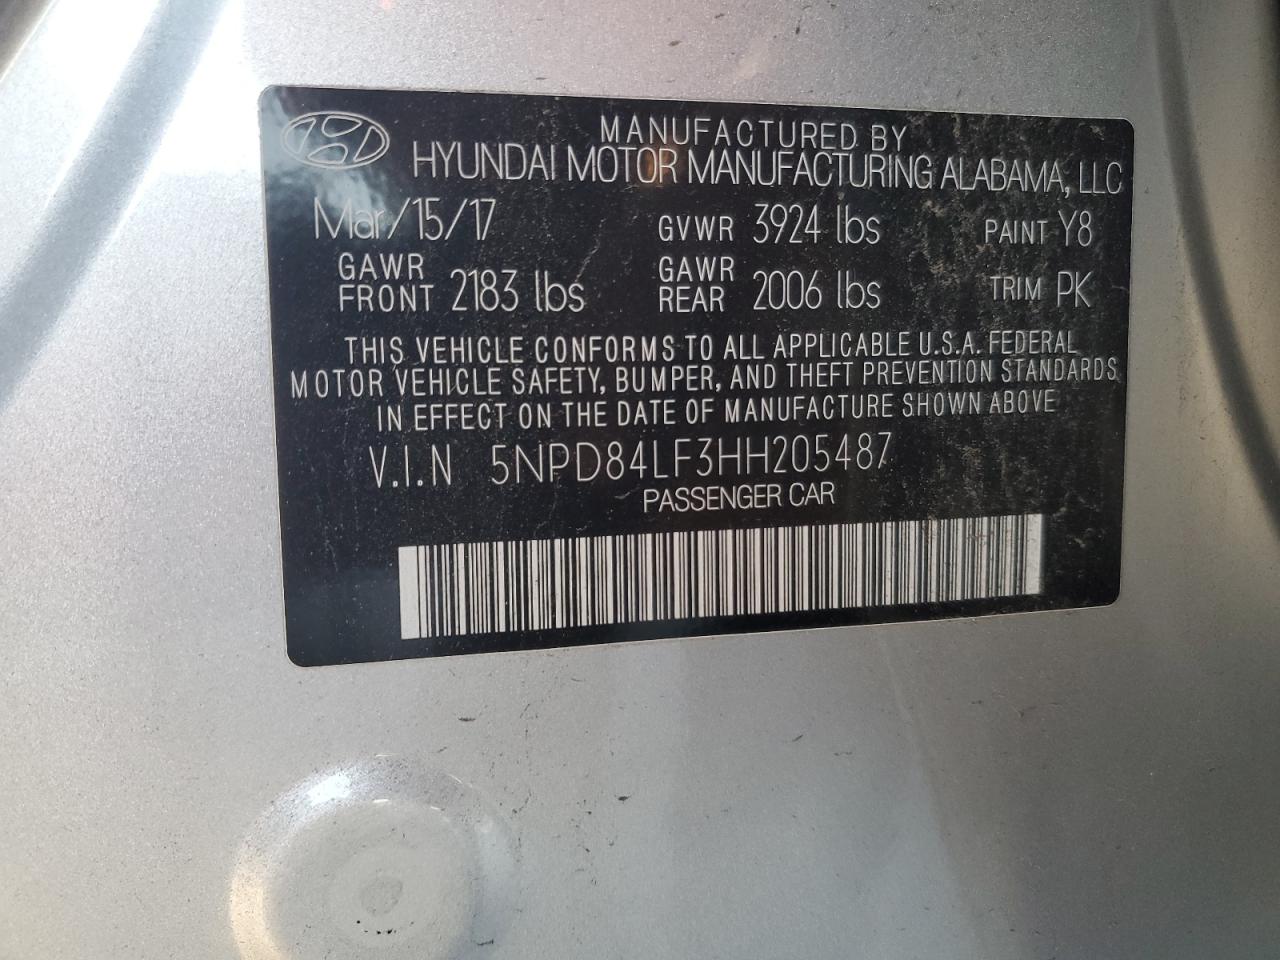 MANUFACTURED BY
HYUNDAI MOTOR MANUFACTURING ALABAMA, LLC
Mar/15/17 GVWR 3924 lbs PAINT Y8
GAWR FRONT 2183 lbs GAWR REAR 2006 lbs TRIM PK
THIS VEHICLE CONFORMS TO ALL APPLICABLE U.S.A. FEDERAL
MOTOR VEHICLE SAFETY, BUMPER, AND THEFT PREVENTION STANDARDS
IN EFFECT ON THE DATE OF MANUFACTURE SHOWN ABOVE
V.I.N 5NPD84LF3HH205487
PASSENGER CAR